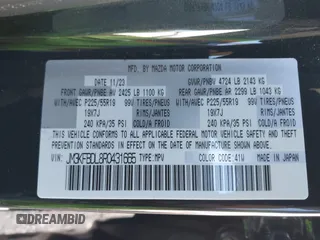 MFD BY MAZDA MOTOR CORPORATION
DATE 11/23 GVWR/PNBV 4724 LB 2143 KG
FRONT GAWR/PNBE AV 2425 LB 1100 KG REAR GAWR/PNBE AR 2299 LB 1043 KG
WITH/AVEC P225/55R19 99V TIRES/PNEUS WITH/AVEC P225/55R19 99V TIRES/PNEUS
19X7J RIMS/JANTES 19X7J RIMS/JANTES
240 KPA/35 PSI COLD/A FROID 240 KPA/35 PSI COLD/A FROID
THIS VEHICLE CONFORMS TO ALL APPLICABLE FEDERAL MOTOR VEHICLE SAFETY, BUMPER
AND THEFT PREVENTION STANDARDS IN EFFECT ON THE DATE OF MANUFACTURE SHOWN ABOVE.
VIN: JM3KFBDL8R0431665 TYPE:MPV COLOR CODE:41W MADE IN JAPAN
DREAMBID